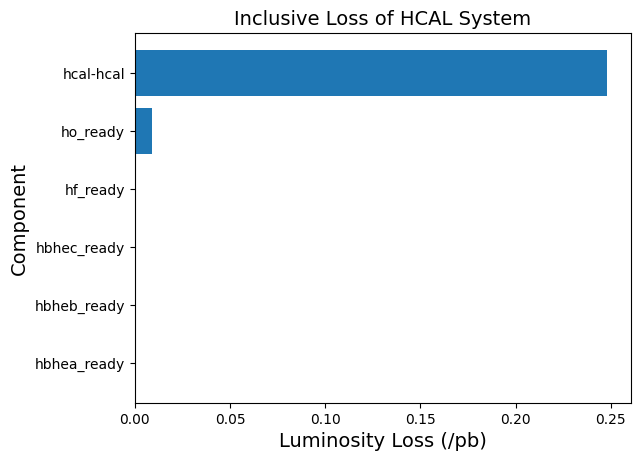 Inclusive Loss of HCAL System
Component
hcal-hcal
ho_ready
hf_ready
hbhec_ready
hbheb_ready
hbhea_ready
0.00 0.05 0.10 0.15 0.20 0.25
Luminosity Loss (/pb)